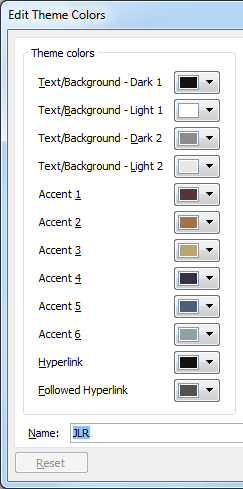 Edit Theme Colors
Theme colors
Text/Background - Dark 1
Text/Background - Light 1
Text/Background - Dark 2
Text/Background - Light 2
Accent 1
Accent 2
Accent 3
Accent 4
Accent 5
Accent 6
Hyperlink
Followed Hyperlink
Name: JLR
Reset